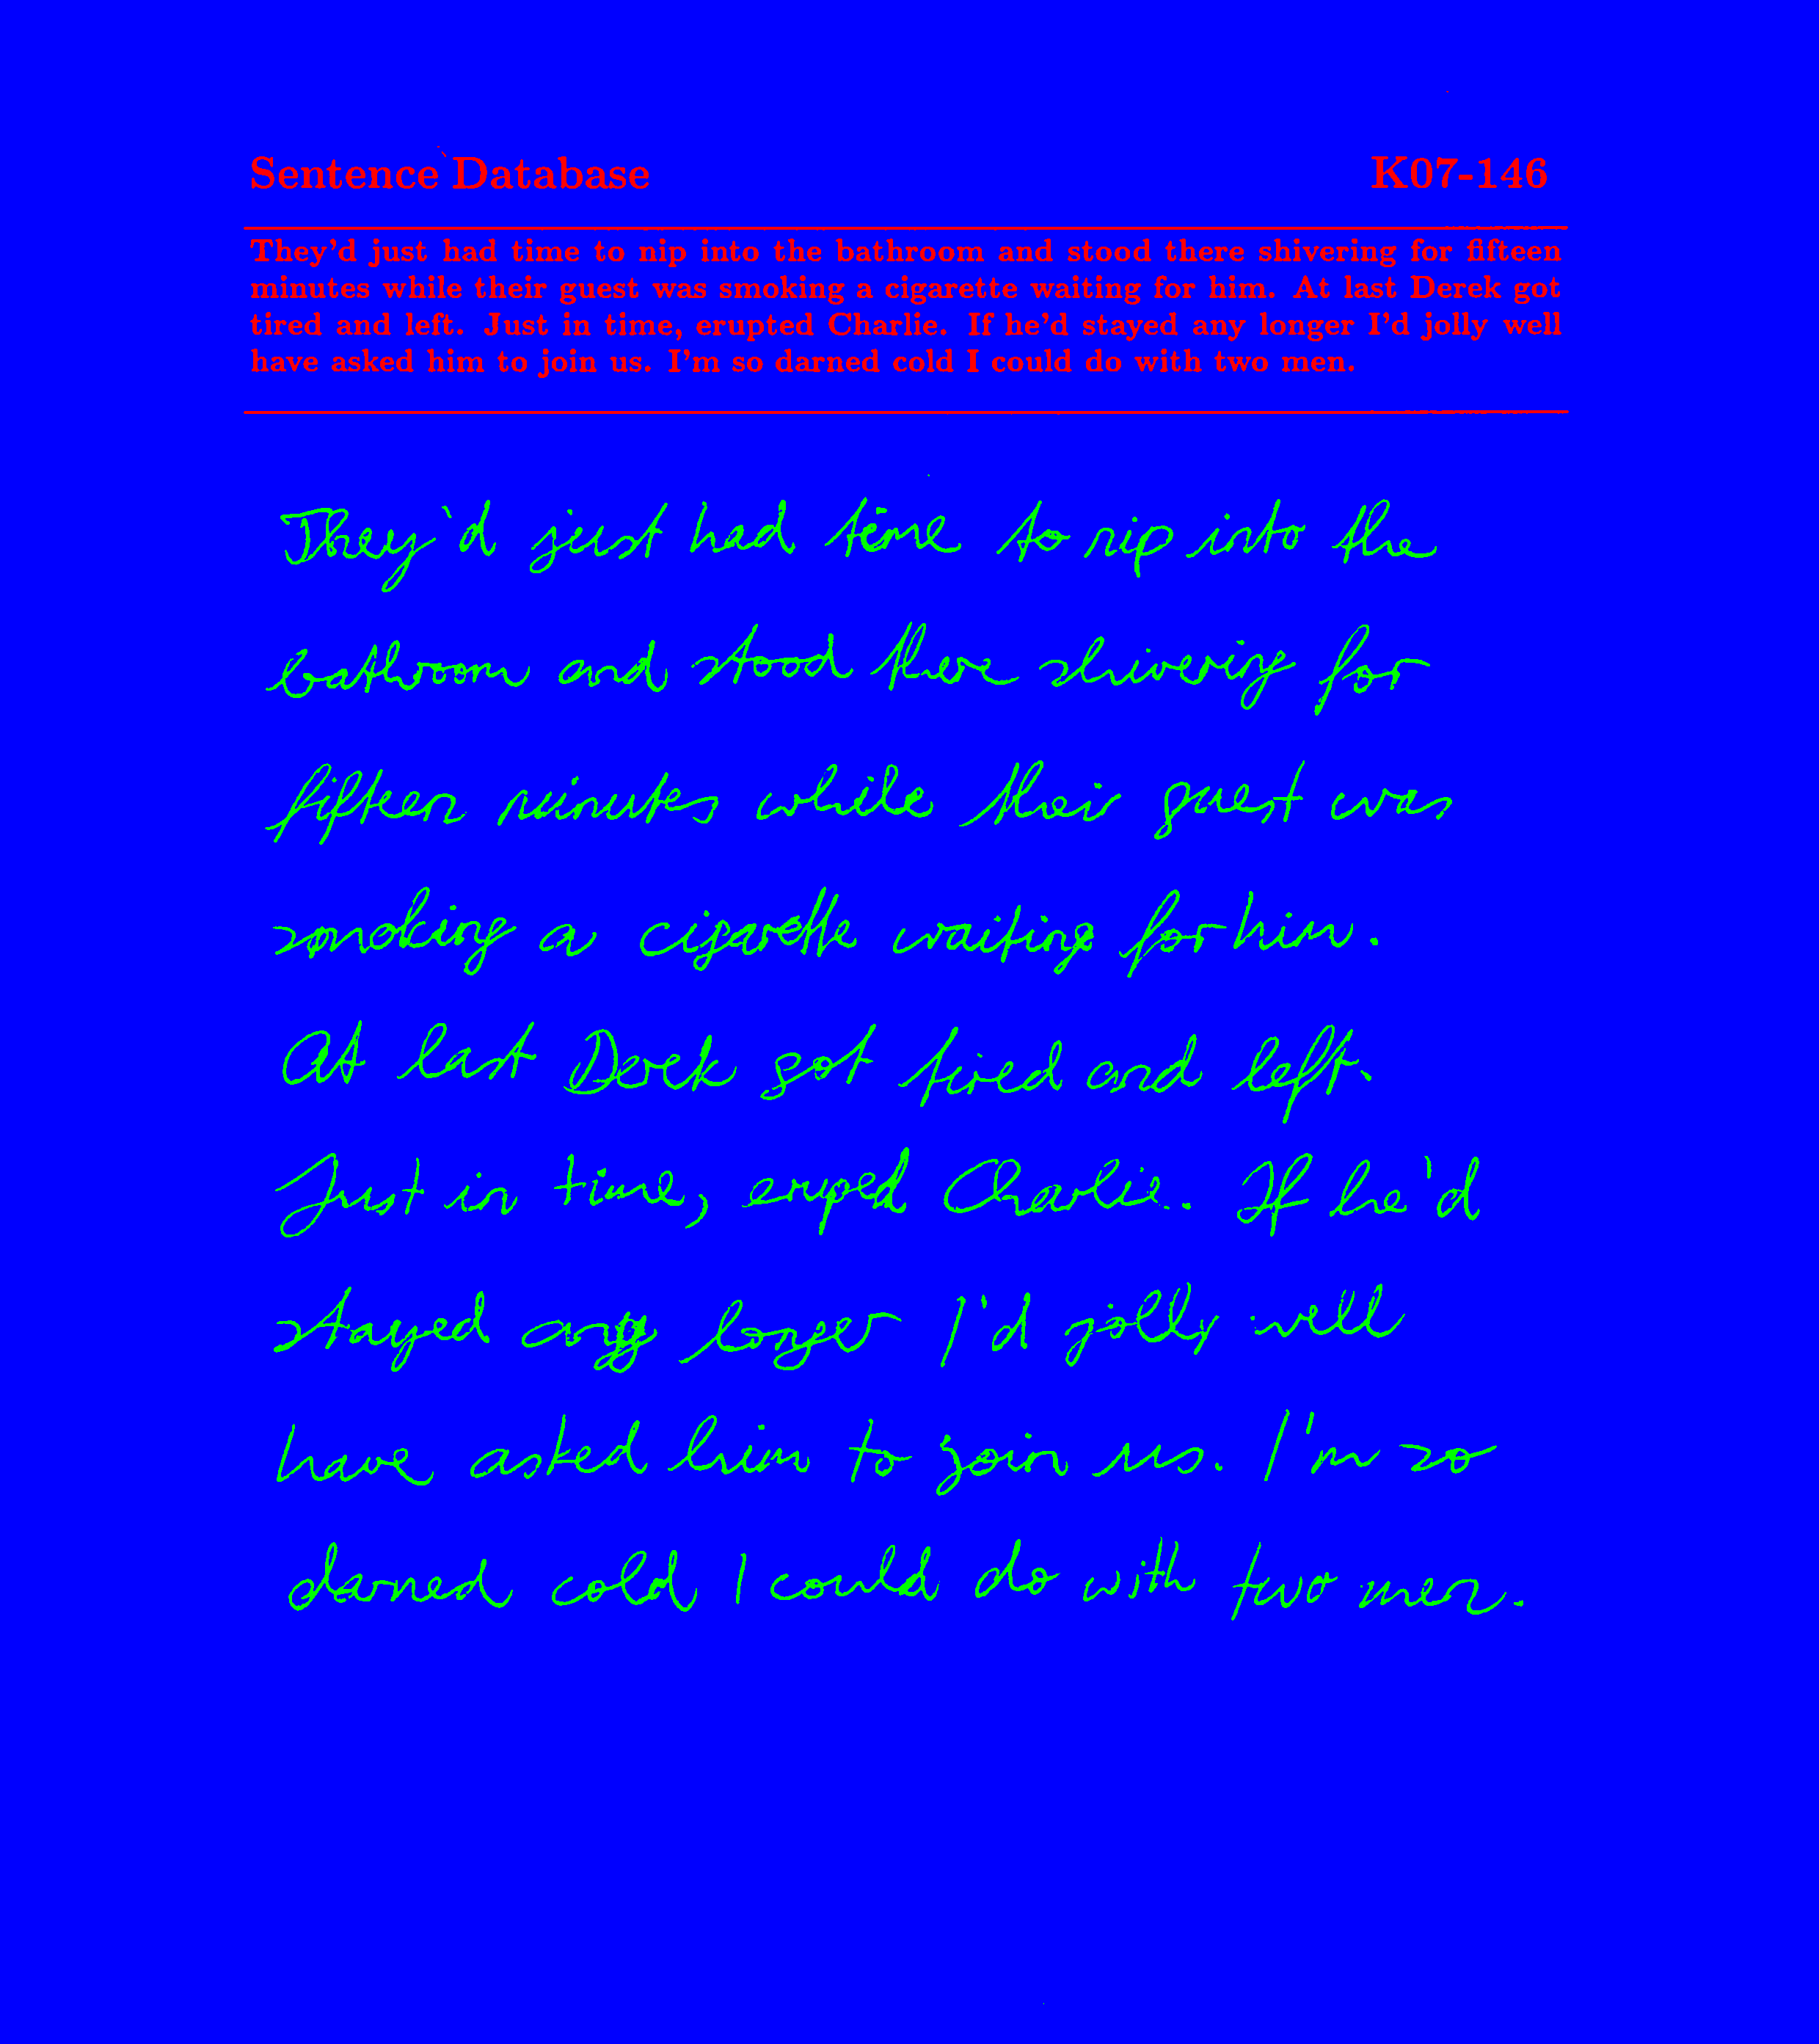 Sentence Database K07-146
They'd just had time to nip into the bathroom and stood there shivering for fifteen
minutes while their guest was smoking a cigarette waiting for him. At last Derek got
tired and left. Just in time, erupted Charlie. If he'd stayed any longer I'd jolly well
have asked him to join us. I'm so darned cold I could do with two men.
They'd just had time to nip into the
bathroom and stood there shivering for
fifteen minutes while their guest was
smoking a cigarette waiting for him.
At last Derek got tired and left.
Just in time, eruped Charlie. If he'd
stayed any longer I'd jolly well
have asked him to join us. I'm so
darned cold I could do with two men.